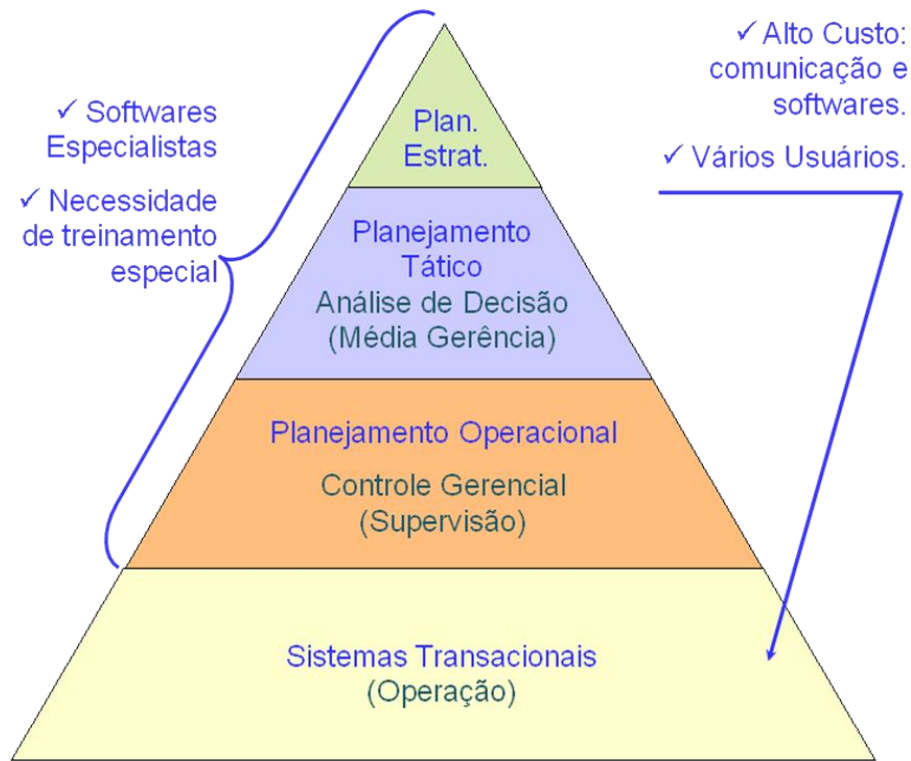 ✓ Softwares
Especialistas
✓ Necessidade
de treinamento
especial
Plan.
Estrat.
Planejamento
Tático
Análise de Decisão
(Média Gerência)
Planejamento Operacional
Controle Gerencial
(Supervisão)
Sistemas Transacionais
(Operação)
✓ Alto Custo:
comunicação e
softwares.
✓ Vários Usuários.